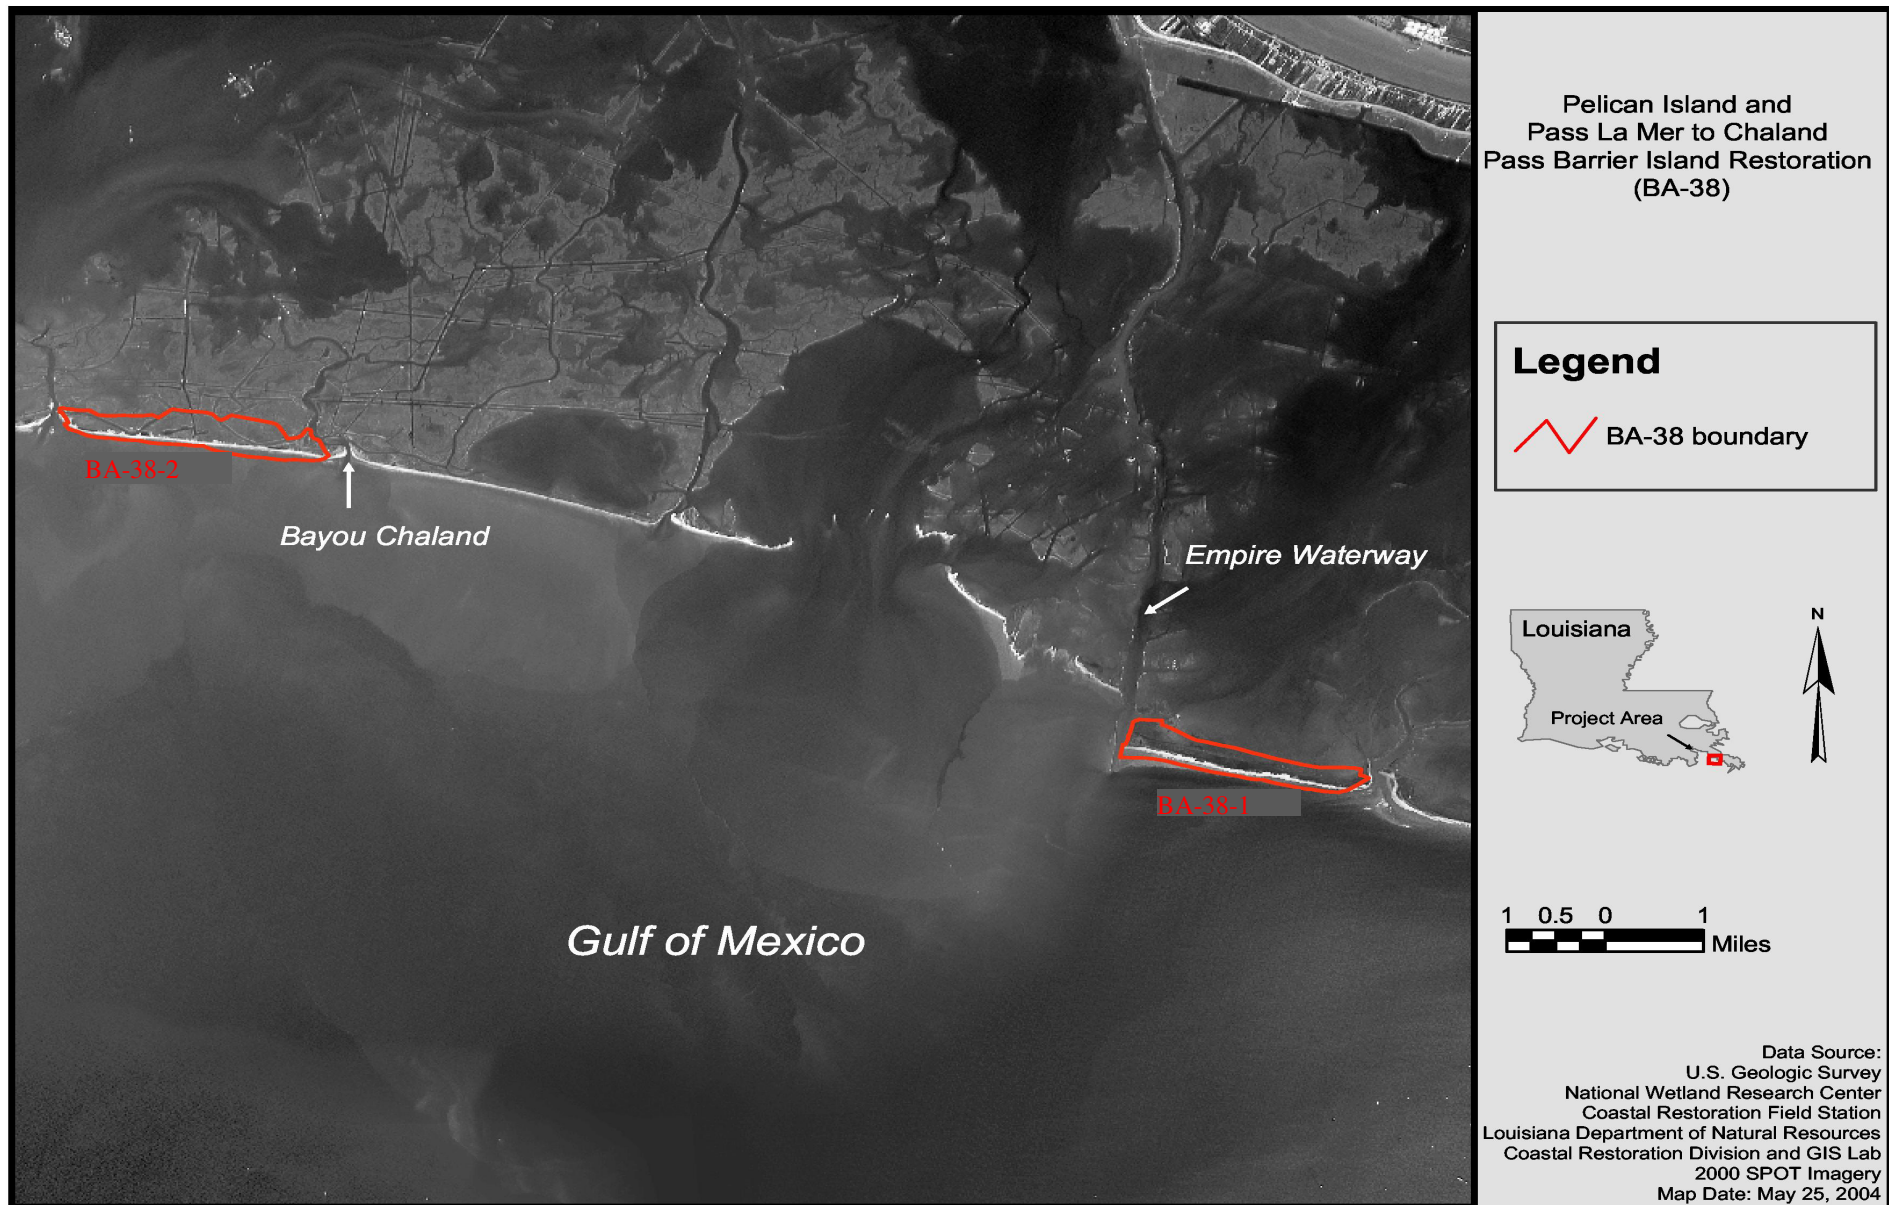 Pelican Island and
Pass La Mer to Chaland
Pass Barrier Island Restoration
(BA-38)
Legend
BA-38 boundary
BA-38-2
Bayou Chaland
Empire Waterway
BA-38-1
Gulf of Mexico
Louisiana
N
Project Area
1 0.5 0 1
Miles
Data Source:
U.S. Geologic Survey
National Wetland Research Center
Coastal Restoration Field Station
Louisiana Department of Natural Resources
Coastal Restoration Division and GIS Lab
2000 SPOT Imagery
Map Date: May 25, 2004